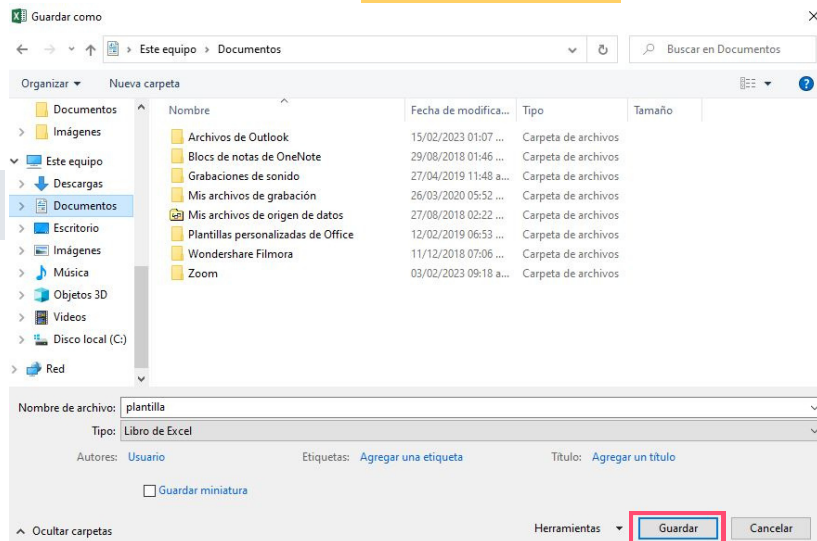 Guardar como
Este equipo > Documentos
Buscar en Documentos
Organizar
Nueva carpeta
Documentos
Imágenes
Este equipo
Descargas
Documentos
Escritorio
Imágenes
Música
Objetos 3D
Videos
Disco local (C:)
Red
Nombre Fecha de modifica... Tipo Tamaño
Archivos de Outlook 15/02/2023 01:07 ... Carpeta de archivos
Blocs de notas de OneNote 29/08/2018 01:46 ... Carpeta de archivos
Grabaciones de sonido 27/04/2019 11:48 a... Carpeta de archivos
Mis archivos de grabación 26/03/2020 05:52 ... Carpeta de archivos
Mis archivos de origen de datos 27/08/2018 02:22 ... Carpeta de archivos
Plantillas personalizadas de Office 12/02/2019 06:53 ... Carpeta de archivos
Wondershare Filmora 11/12/2018 07:06 ... Carpeta de archivos
Zoom 03/02/2023 09:18 a... Carpeta de archivos
Nombre de archivo: plantilla
Tipo: Libro de Excel
Autores: Usuario Etiquetas: Agregar una etiqueta Título: Agregar un título
Guardar miniatura
Ocultar carpetas Herramientas Guardar Cancelar